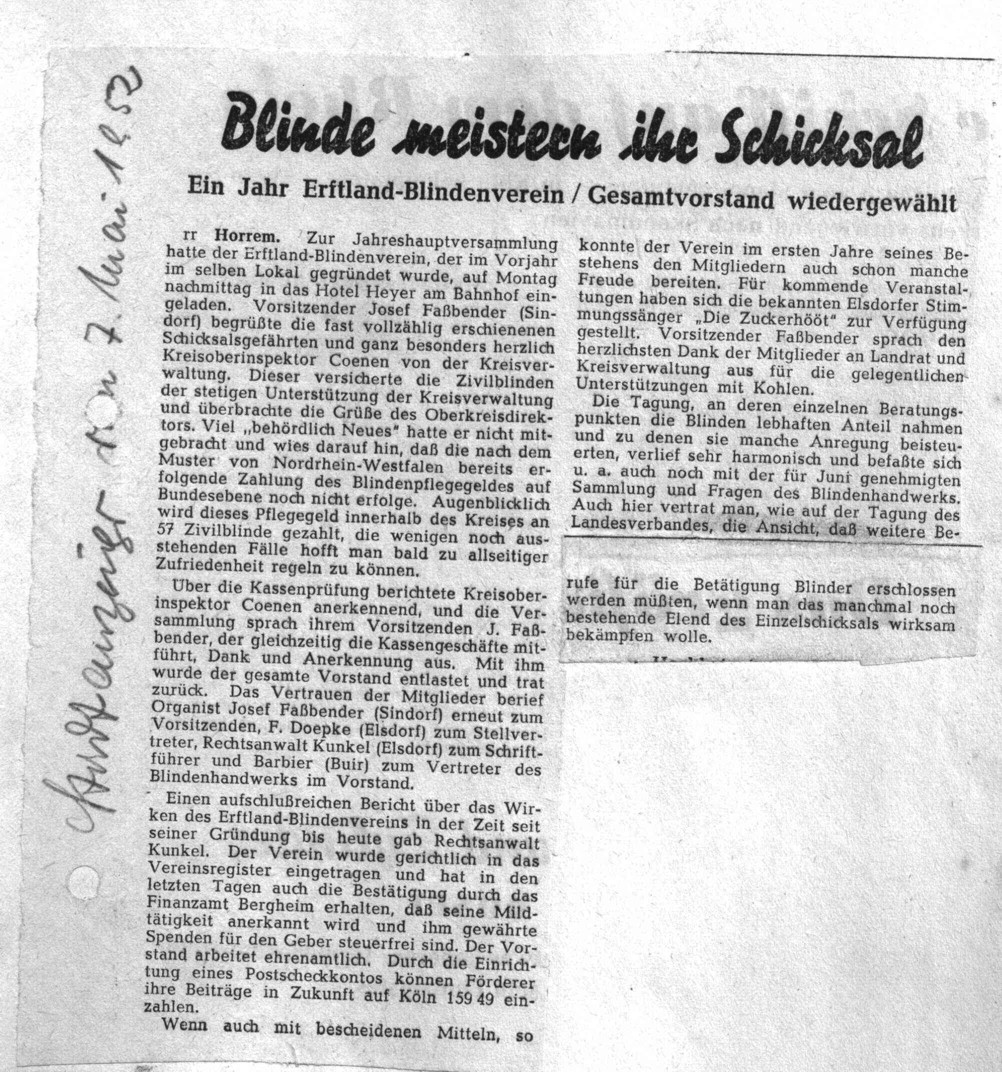 Stadtanzeiger von 7. Mai 1952
Blinde meistern ihr Schicksal
Ein Jahr Erftland-Blindenverein / Gesamtvorstand wiedergewählt
rr Horrem. Zur Jahreshauptversammlung
hatte der Erftland-Blindenverein, der im Vorjahr
im selben Lokal gegründet wurde, auf Montag
nachmittag in das Hotel Heyer am Bahnhof ein-
geladen. Vorsitzender Josef Faßbender (Sin-
dorf) begrüßte die fast vollzählig erschienenen
Schicksalsgefährten und ganz besonders herzlich
Kreisoberinspektor Coenen von der Kreisver-
waltung. Dieser versicherte die Zivilblinden
der stetigen Unterstützung der Kreisverwaltung
und überbrachte die Grüße des Oberkreisdirek-
tors. Viel „behördlich Neues" hatte er nicht mit-
gebracht und wies darauf hin, daß die nach dem
Muster von Nordrhein-Westfalen bereits er-
folgende Zahlung des Blindenpflegegeldes auf
Bundesebene noch nicht erfolge. Augenblicklich
wird dieses Pflegegeld innerhalb des Kreises an
57 Zivilblinde gezahlt, die wenigen noch aus-
stehenden Fälle hofft man bald zu allseitiger
Zufriedenheit regeln zu können.
Über die Kassenprüfung berichtete Kreisober-
inspektor Coenen anerkennend, und die Ver-
sammlung sprach ihrem Vorsitzenden J. Faß-
bender, der gleichzeitig die Kassengeschäfte mit-
führt, Dank und Anerkennung aus. Mit ihm
wurde der gesamte Vorstand entlastet und trat
zurück. Das Vertrauen der Mitglieder berief
Organist Josef Faßbender (Sindorf) erneut zum
Vorsitzenden, F. Doepke (Elsdorf) zum Stellver-
treter, Rechtsanwalt Kunkel (Elsdorf) zum Schrift-
führer und Barbier (Buir) zum Vertreter des
Blindenhandwerks im Vorstand.
Einen aufschlußreichen Bericht über das Wir-
ken des Erftland-Blindenvereins in der Zeit seit
seiner Gründung bis heute gab Rechtsanwalt
Kunkel. Der Verein wurde gerichtlich in das
Vereinsregister eingetragen und hat in den
letzten Tagen auch die Bestätigung durch das
Finanzamt Bergheim erhalten, daß seine Mild-
tätigkeit anerkannt wird und ihm gewährte
Spenden für den Geber steuerfrei sind. Der Vor-
stand arbeitet ehrenamtlich. Durch die Einrich-
tung eines Postscheckkontos können Förderer
ihre Beiträge in Zukunft auf Köln 159 49 ein-
zahlen.
Wenn auch mit bescheidenen Mitteln, so
konnte der Verein im ersten Jahre seines Be-
stehens den Mitgliedern auch schon manche
Freude bereiten. Für kommende Veranstal-
tungen haben sich die bekannten Elsdorfer Stim-
mungssänger „Die Zuckerhööt" zur Verfügung
gestellt. Vorsitzender Faßbender sprach den
herzlichsten Dank der Mitglieder an Landrat und
Kreisverwaltung aus für die gelegentlichen
Unterstützungen mit Kohlen.
Die Tagung, an deren einzelnen Beratungs-
punkten die Blinden lebhaften Anteil nahmen
und zu denen sie manche Anregung beisteu-
erten, verlief sehr harmonisch und befaßte sich
u. a. auch noch mit der für Juni genehmigten
Sammlung und Fragen des Blindenhandwerks.
Auch hier vertrat man, wie auf der Tagung des
Landesverbandes, die Ansicht, daß weitere Be-
rufe für die Betätigung Blinder erschlossen
werden müßten, wenn man das manchmal noch
bestehende Elend des Einzelschicksals wirksam
bekämpfen wolle.